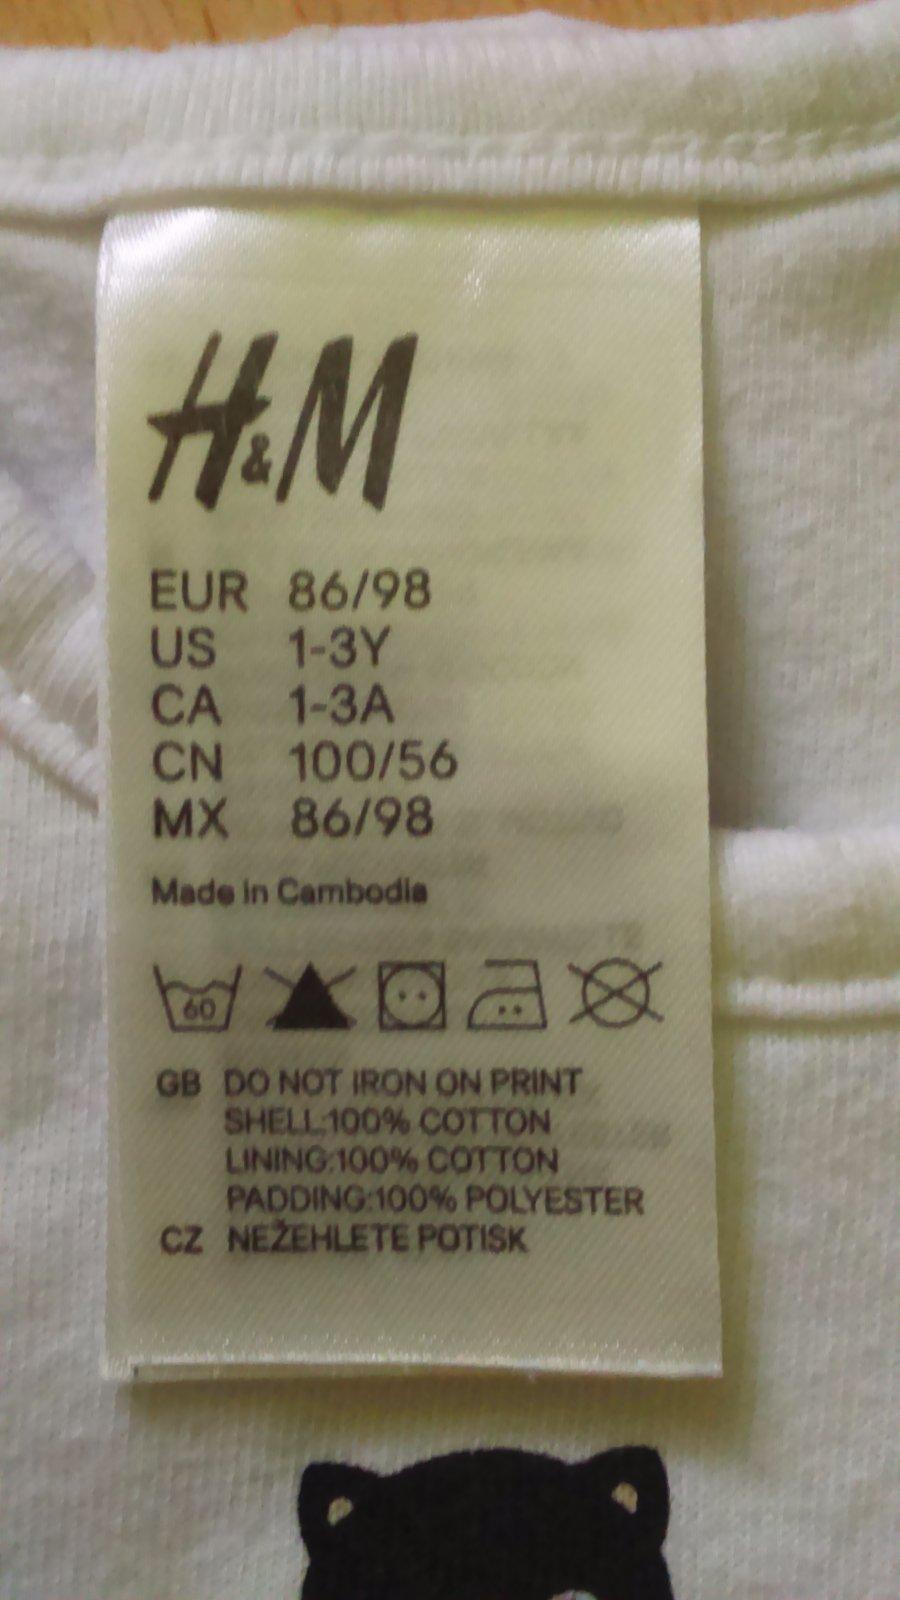 H&M
EUR 86/98
US 1-3Y
CA 1-3A
CN 100/56
MX 86/98
Made in Cambodia
60
GB DO NOT IRON ON PRINT
SHELL:100% COTTON
LINING:100% COTTON
PADDING:100% POLYESTER
CZ NEŽEHLETE POTISK